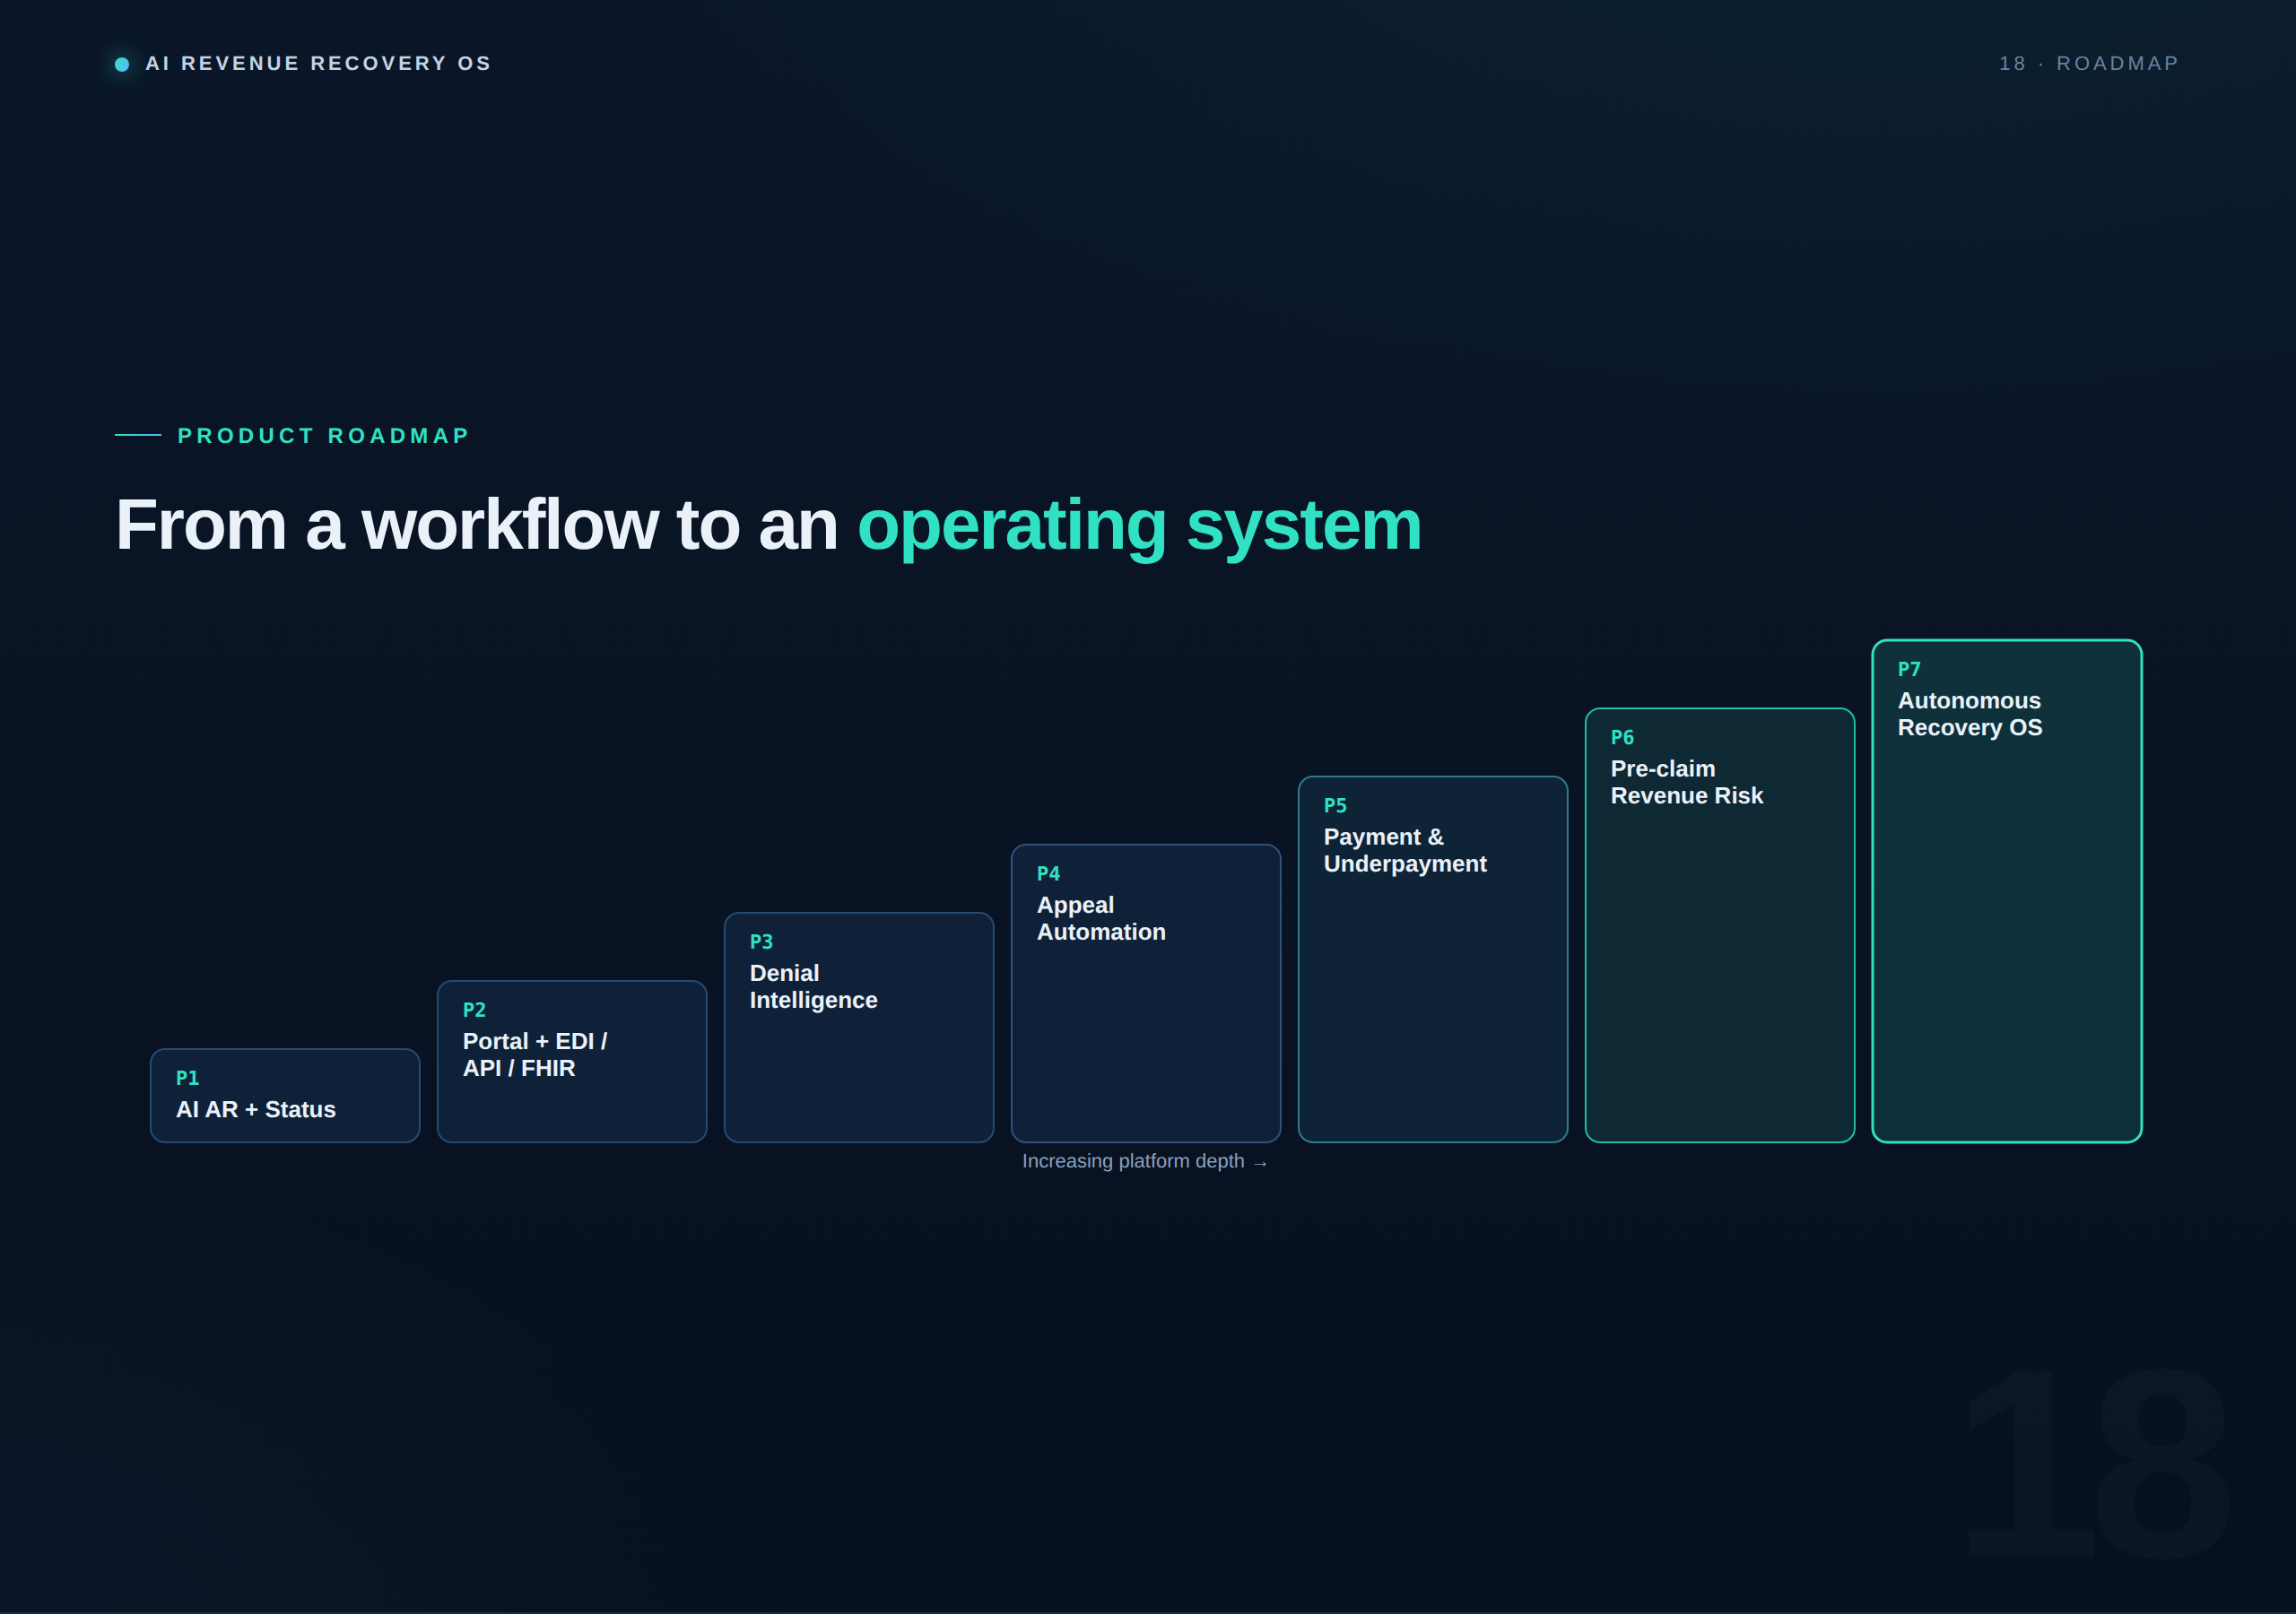 AI REVENUE RECOVERY OS
18 · ROADMAP
PRODUCT ROADMAP
From a workflow to an operating system
P1
AI AR + Status
P2
Portal + EDI /
API / FHIR
P3
Denial
Intelligence
P4
Appeal
Automation
P5
Payment &
Underpayment
P6
Pre-claim
Revenue Risk
P7
Autonomous
Recovery OS
Increasing platform depth →
18